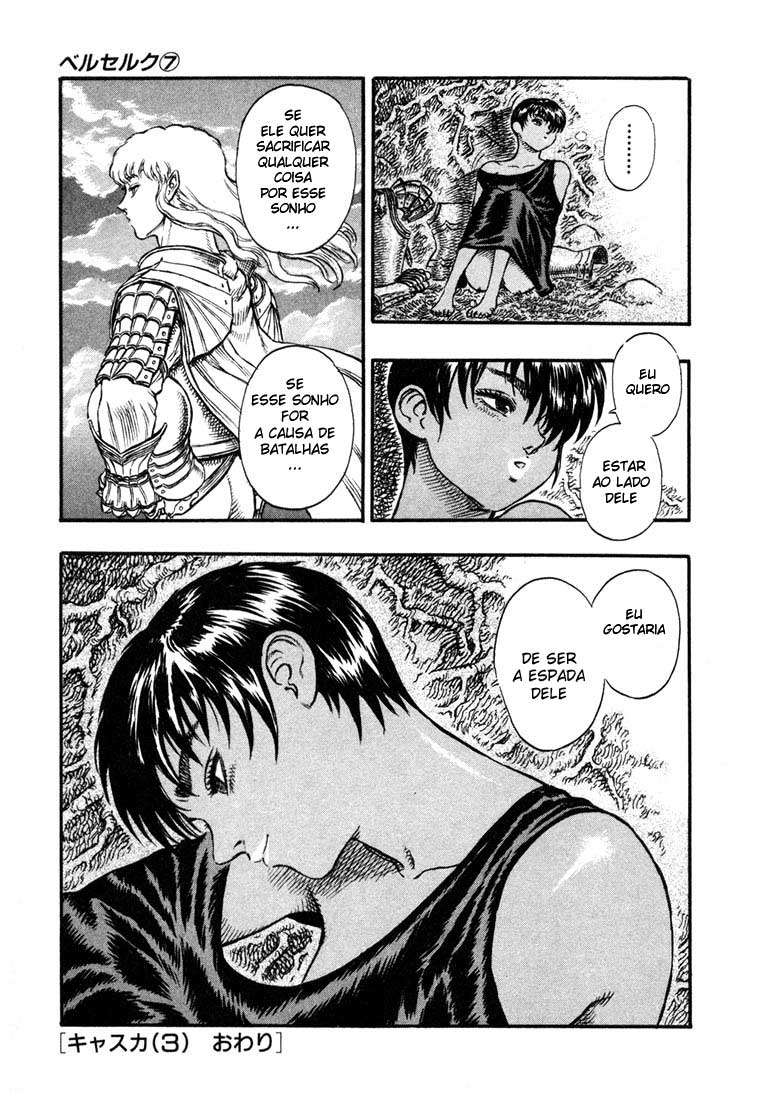 ベルセルク⑦
………
SE
ELE QUER
SACRIFICAR
QUALQUER
COISA
POR ESSE
SONHO
...
SE
ESSE SONHO
FOR
A CAUSA DE
BATALHAS
...
EU
QUERO
ESTAR
AO LADO
DELE
EU
GOSTARIA
DE SER
A ESPADA
DELE
[キャスカ(3) おわり]